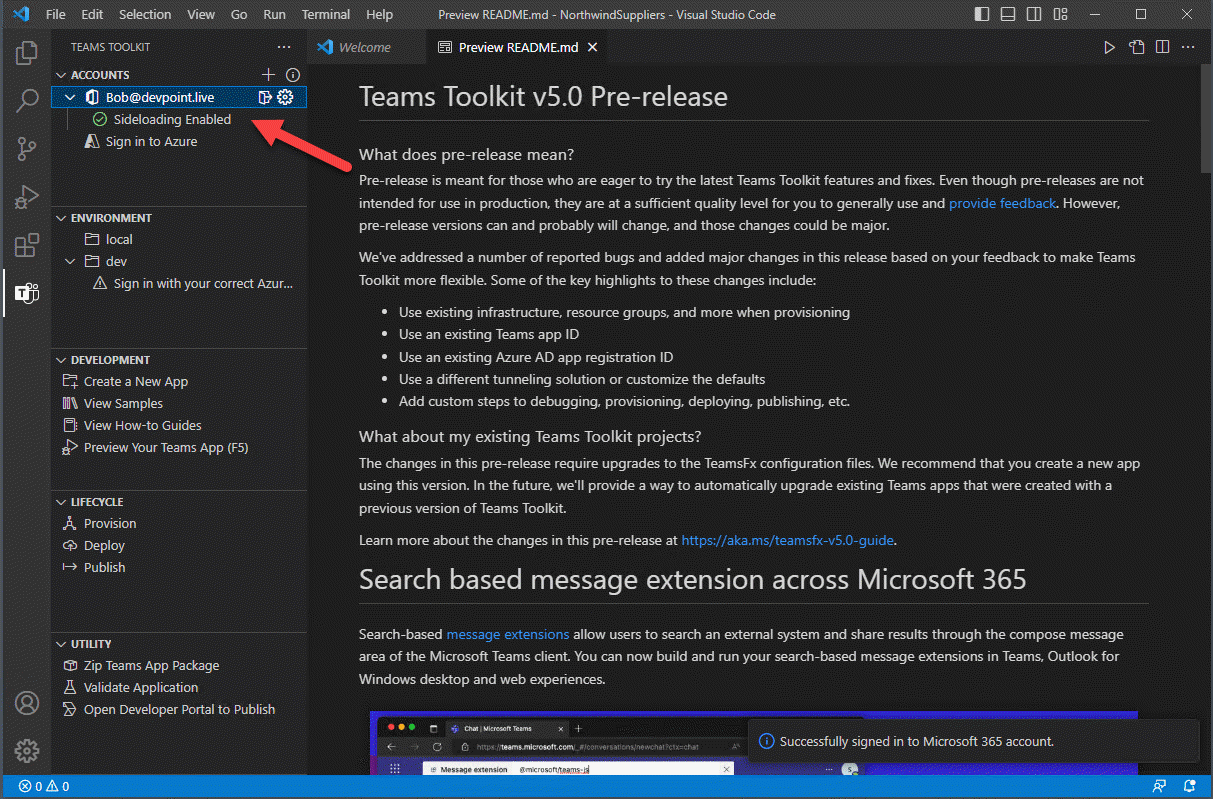 File Edit Selection View Go Run Terminal Help Preview README.md - NorthwindSuppliers - Visual Studio Code
TEAMS TOOLKIT ...
Welcome
Preview README.md
ACCOUNTS
Bob@devpoint.live
Sideloading Enabled
Sign in to Azure
ENVIRONMENT
local
dev
Sign in with your correct Azur...
DEVELOPMENT
Create a New App
View Samples
View How-to Guides
Preview Your Teams App (F5)
LIFECYCLE
Provision
Deploy
Publish
UTILITY
Zip Teams App Package
Validate Application
Open Developer Portal to Publish
Teams Toolkit v5.0 Pre-release
What does pre-release mean?
Pre-release is meant for those who are eager to try the latest Teams Toolkit features and fixes. Even though pre-releases are not
intended for use in production, they are at a sufficient quality level for you to generally use and provide feedback. However,
pre-release versions can and probably will change, and those changes could be major.
We've addressed a number of reported bugs and added major changes in this release based on your feedback to make Teams
Toolkit more flexible. Some of the key highlights to these changes include:
• Use existing infrastructure, resource groups, and more when provisioning
• Use an existing Teams app ID
• Use an existing Azure AD app registration ID
• Use a different tunneling solution or customize the defaults
• Add custom steps to debugging, provisioning, deploying, publishing, etc.
What about my existing Teams Toolkit projects?
The changes in this pre-release require upgrades to the TeamsFx configuration files. We recommend that you create a new app
using this version. In the future, we'll provide a way to automatically upgrade existing Teams apps that were created with a
previous version of Teams Toolkit.
Learn more about the changes in this pre-release at https://aka.ms/teamsfx-v5.0-guide.
Search based message extension across Microsoft 365
Search-based message extensions allow users to search an external system and share results through the compose message
area of the Microsoft Teams client. You can now build and run your search-based message extensions in Teams, Outlook for
Windows desktop and web experiences.
Chat | Microsoft Teams
https://teams.microsoft.com/_#/conversations/newchat?ctx=chat
Message extension @microsoft/teams-js
S
Successfully signed in to Microsoft 365 account.
0 0